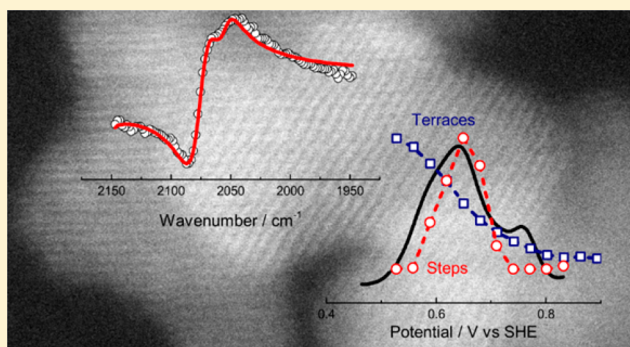 2150 2100 2050 2000 1950
Wavenumber / cm-1
Terraces
Steps
0.4 0.6 0.8
Potential / V vs SHE